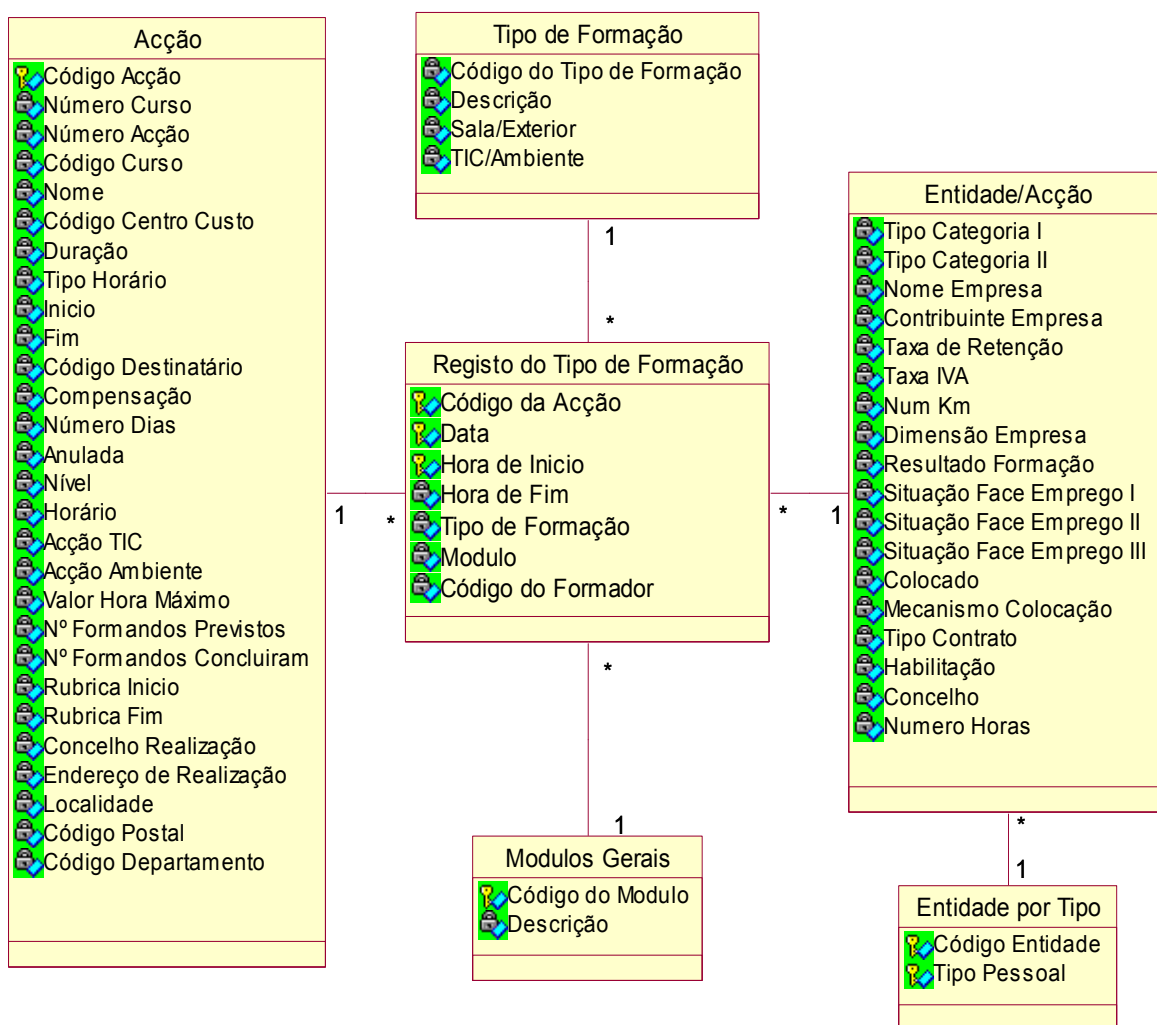 Acção
Código Acção
Número Curso
Número Acção
Código Curso
Nome
Código Centro Custo
Duração
Tipo Horário
Inicio
Fim
Código Destinatário
Compensação
Número Dias
Anulada
Nível
Horário
Acção TIC
Acção Ambiente
Valor Hora Máximo
Nº Formandos Previstos
Nº Formandos Concluiram
Rubrica Inicio
Rubrica Fim
Concelho Realização
Endereço de Realização
Localidade
Código Postal
Código Departamento
Tipo de Formação
Código do Tipo de Formação
Descrição
Sala/Exterior
TIC/Ambiente
1
*
Registo do Tipo de Formação
Código da Acção
Data
Hora de Inicio
Hora de Fim
Tipo de Formação
Modulo
Código do Formador
1
*
*
1
*
1
Modulos Gerais
Código do Modulo
Descrição
Entidade/Acção
Tipo Categoria I
Tipo Categoria II
Nome Empresa
Contribuinte Empresa
Taxa de Retenção
Taxa IVA
Num Km
Dimensão Empresa
Resultado Formação
Situação Face Emprego I
Situação Face Emprego II
Situação Face Emprego III
Colocado
Mecanismo Colocação
Tipo Contrato
Habilitação
Concelho
Numero Horas
*
1
Entidade por Tipo
Código Entidade
Tipo Pessoal